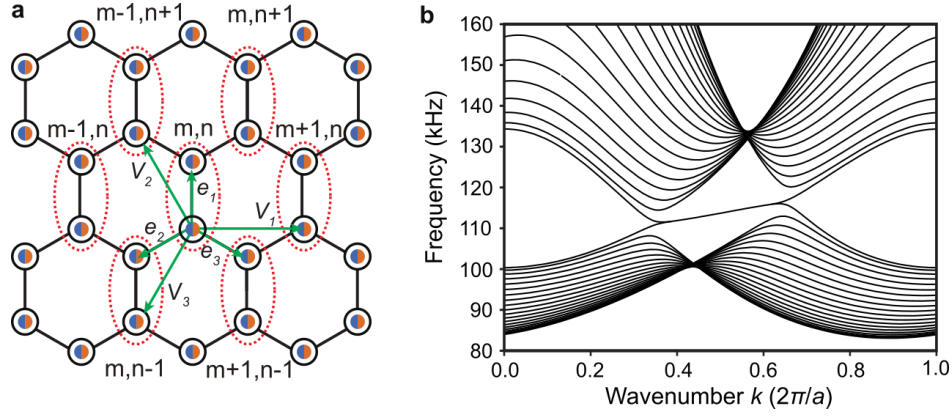 a
m-1,n+1
m,n+1
m-1,n
m,n
m+1,n
V2
e1
V1
e2
e3
V3
m,n-1
m+1,n-1
b
Frequency (kHz)
160
150
140
130
120
110
100
90
80
0.0
0.2
0.4
0.6
0.8
1.0
Wavenumber k (2π/a)